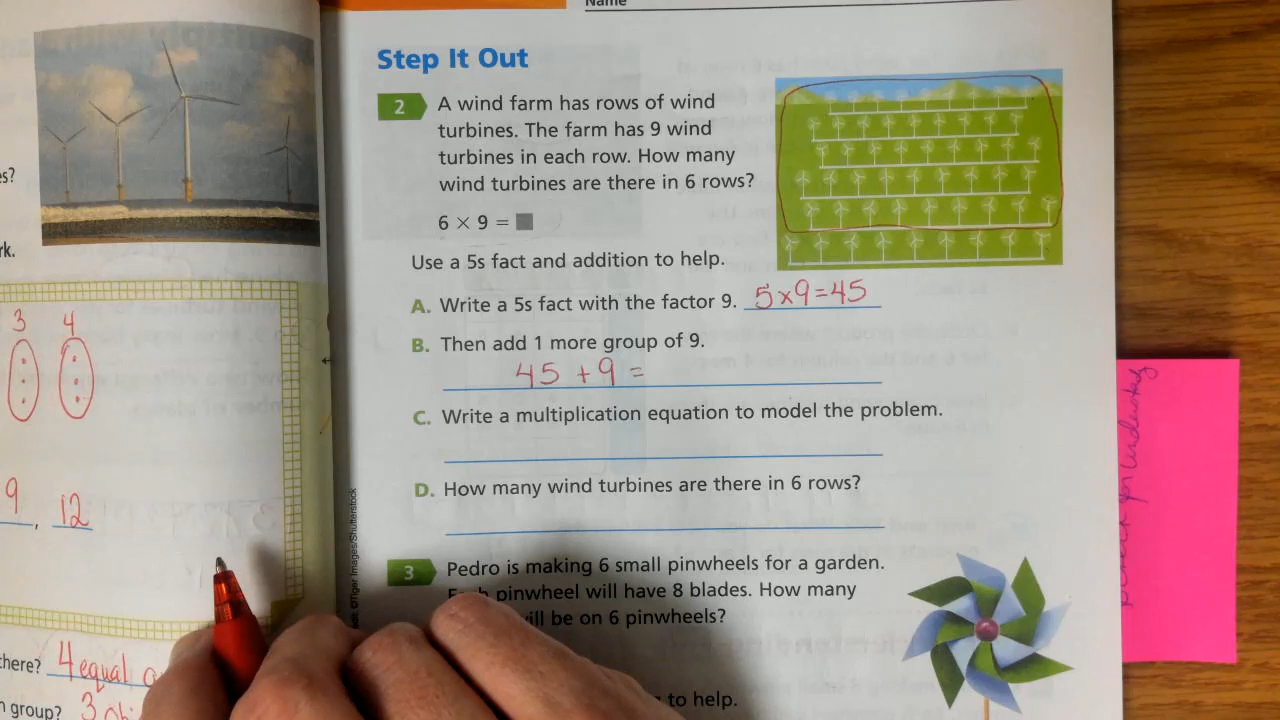 es?
rk.
3 4
9, 12
there? 4 equal
n group? 3
Name
Step It Out
2 A wind farm has rows of wind
turbines. The farm has 9 wind
turbines in each row. How many
wind turbines are there in 6 rows?
6 × 9 = ■
Use a 5s fact and addition to help.
A. Write a 5s fact with the factor 9. 5×9=45
B. Then add 1 more group of 9.
45 + 9 =
C. Write a multiplication equation to model the problem.
D. How many wind turbines are there in 6 rows?
3 Pedro is making 6 small pinwheels for a garden.
pinwheel will have 8 blades. How many
will be on 6 pinwheels?
to help.
©Tiger Images/Shutterstock